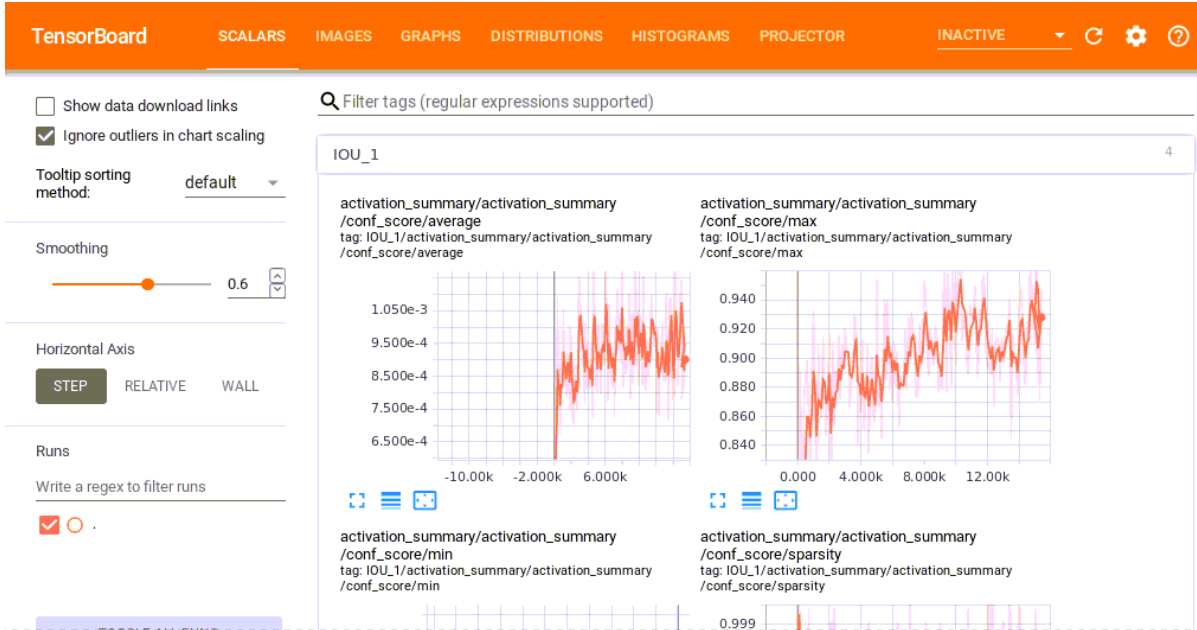 TensorBoard SCALARS IMAGES GRAPHS DISTRIBUTIONS HISTOGRAMS PROJECTOR INACTIVE
Show data download links
Ignore outliers in chart scaling
Tooltip sorting
method:
default
Smoothing
0.6
Horizontal Axis
STEP RELATIVE WALL
Runs
Write a regex to filter runs
.
Filter tags (regular expressions supported)
IOU_1 4
activation_summary/activation_summary
/conf_score/average
tag: IOU_1/activation_summary/activation_summary
/conf_score/average
1.050e-3
9.500e-4
8.500e-4
7.500e-4
6.500e-4
-10.00k -2.000k 6.000k
activation_summary/activation_summary
/conf_score/max
tag: IOU_1/activation_summary/activation_summary
/conf_score/max
0.940
0.920
0.900
0.880
0.860
0.840
0.000 4.000k 8.000k 12.00k
activation_summary/activation_summary
/conf_score/min
tag: IOU_1/activation_summary/activation_summary
/conf_score/min
activation_summary/activation_summary
/conf_score/sparsity
tag: IOU_1/activation_summary/activation_summary
/conf_score/sparsity
0.999